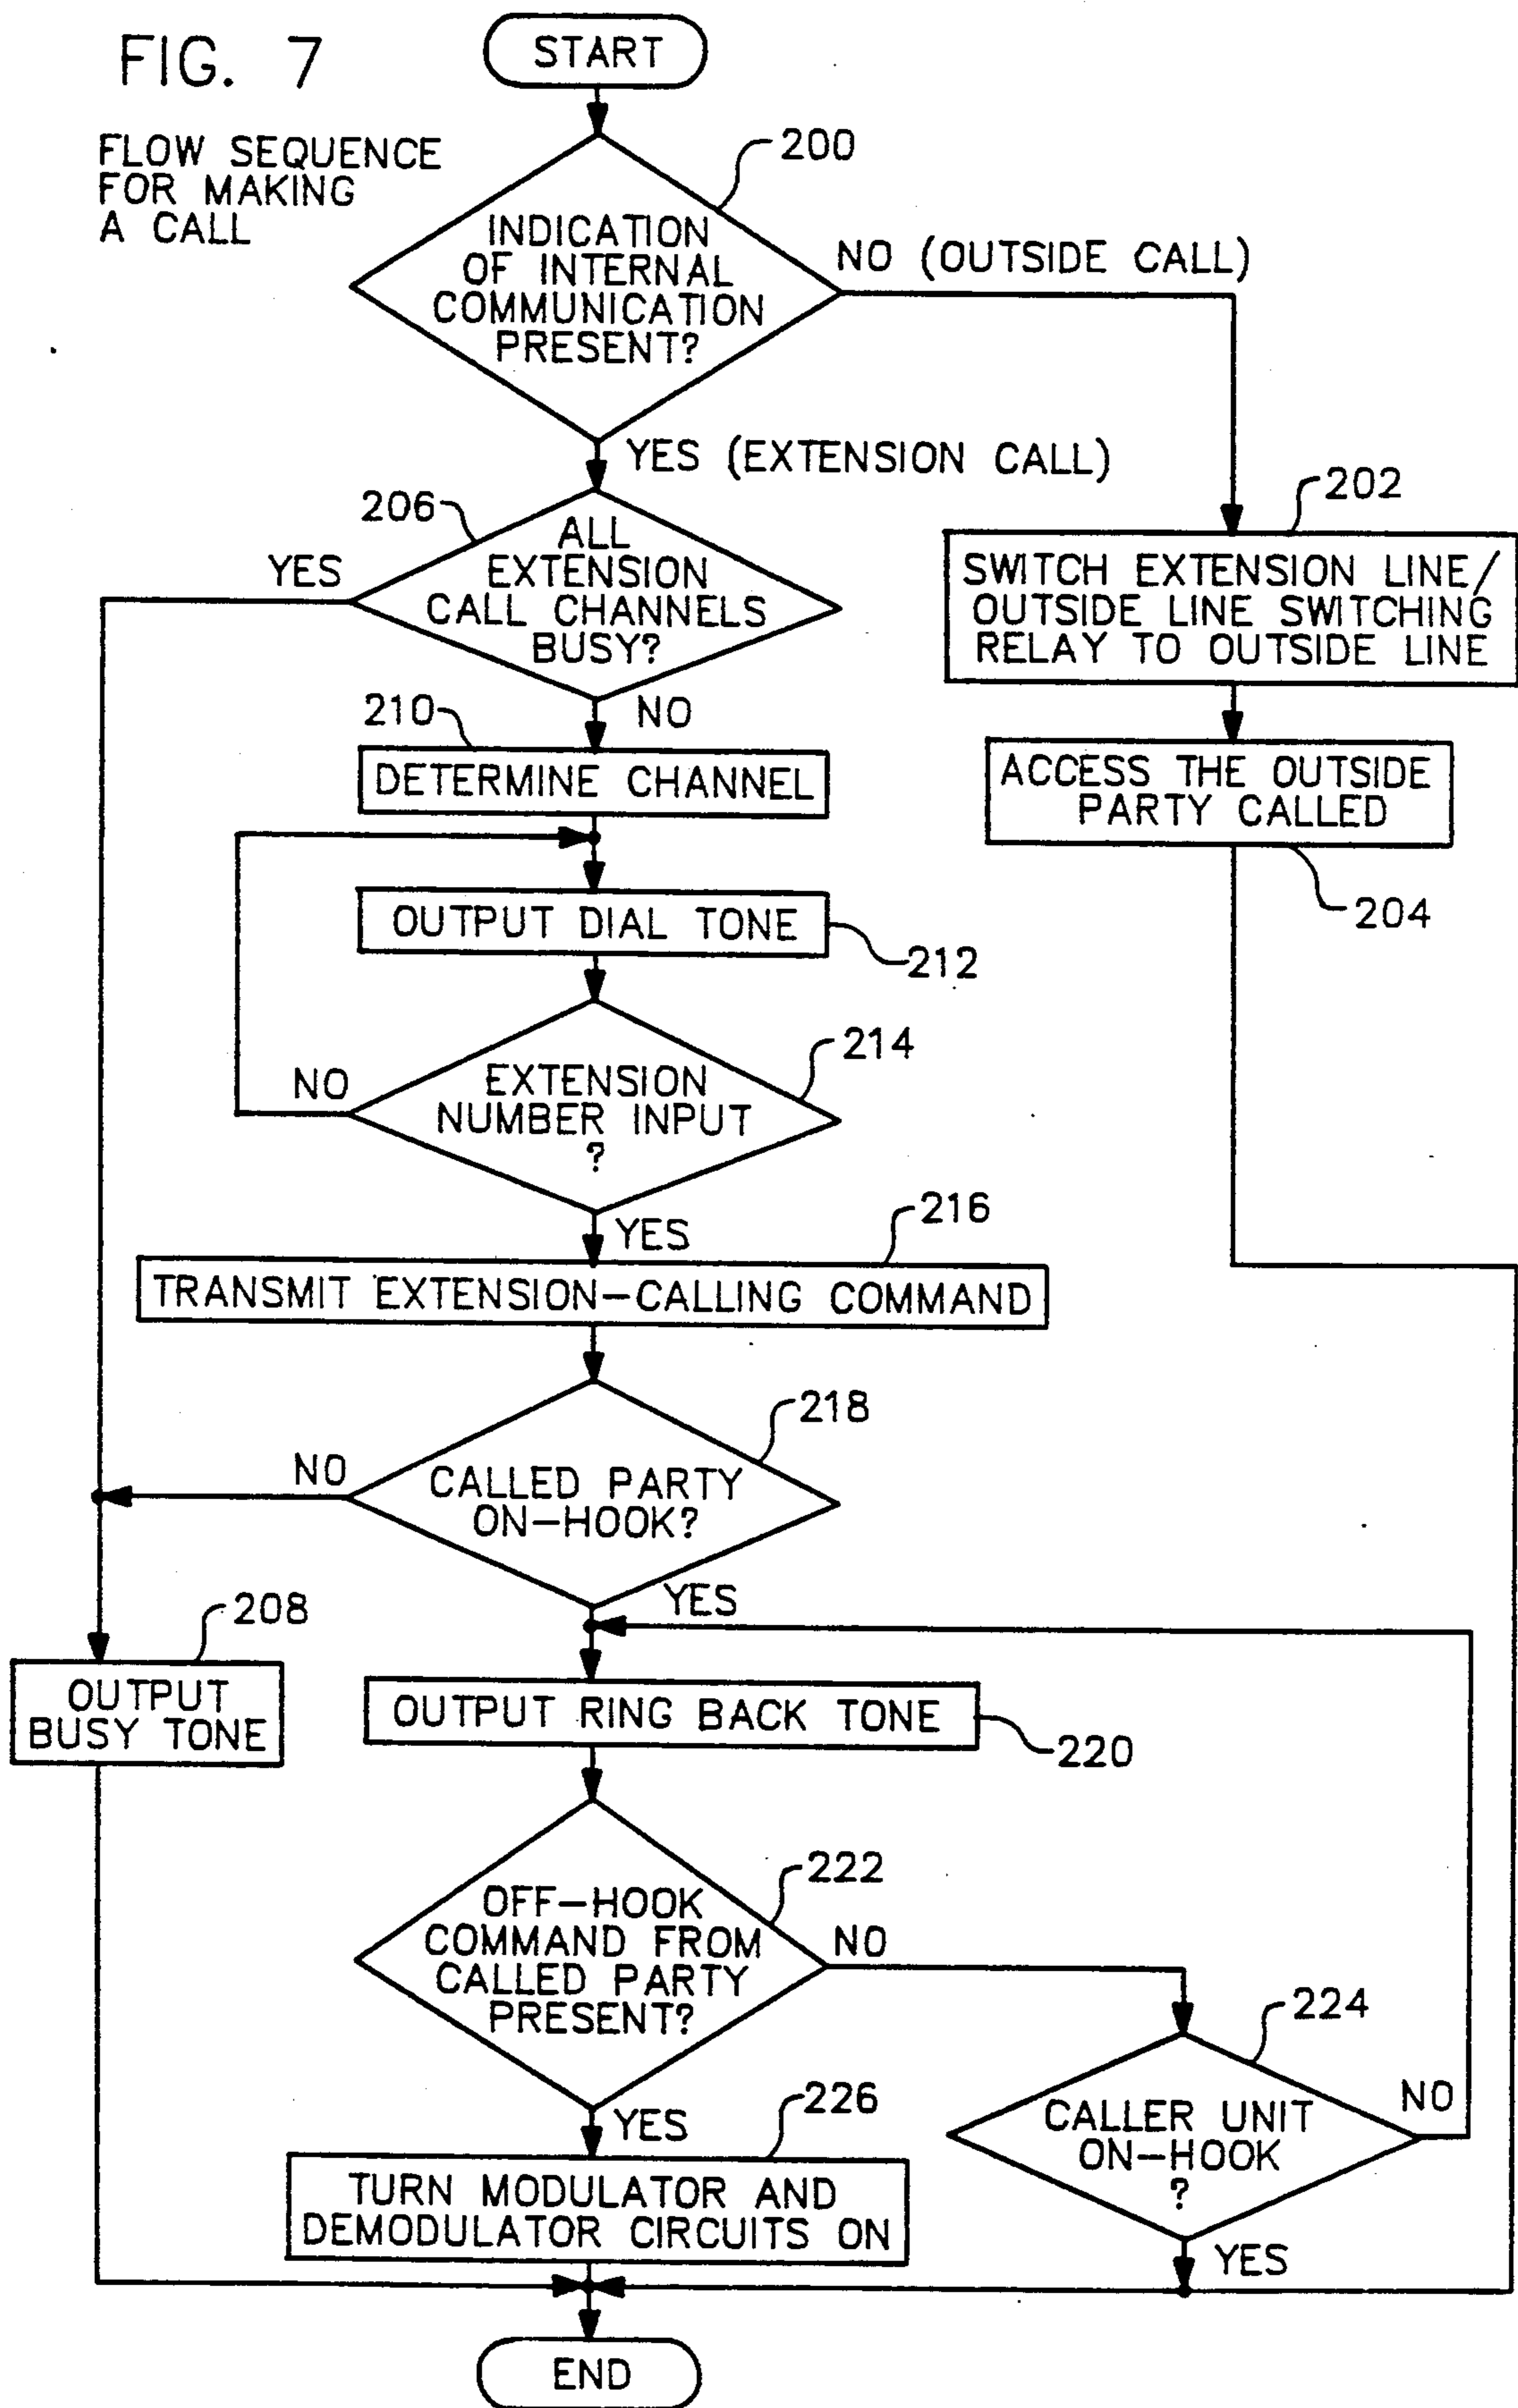 FIG. 7
START
FLOW SEQUENCE
FOR MAKING
A CALL
200
INDICATION
OF INTERNAL
COMMUNICATION
PRESENT?
NO (OUTSIDE CALL)
YES (EXTENSION CALL)
206
ALL
EXTENSION
CALL CHANNELS
BUSY?
YES
202
SWITCH EXTENSION LINE/
OUTSIDE LINE SWITCHING
RELAY TO OUTSIDE LINE
NO
210
DETERMINE CHANNEL
ACCESS THE OUTSIDE
PARTY CALLED
204
OUTPUT DIAL TONE
212
214
NO
EXTENSION
NUMBER INPUT
?
YES
216
TRANSMIT EXTENSION-CALLING COMMAND
218
NO
CALLED PARTY
ON-HOOK?
YES
208
OUTPUT
BUSY TONE
OUTPUT RING BACK TONE
220
222
OFF-HOOK
COMMAND FROM
CALLED PARTY
PRESENT?
NO
224
CALLER UNIT
ON-HOOK
?
NO
YES
226
TURN MODULATOR AND
DEMODULATOR CIRCUITS ON
YES
END